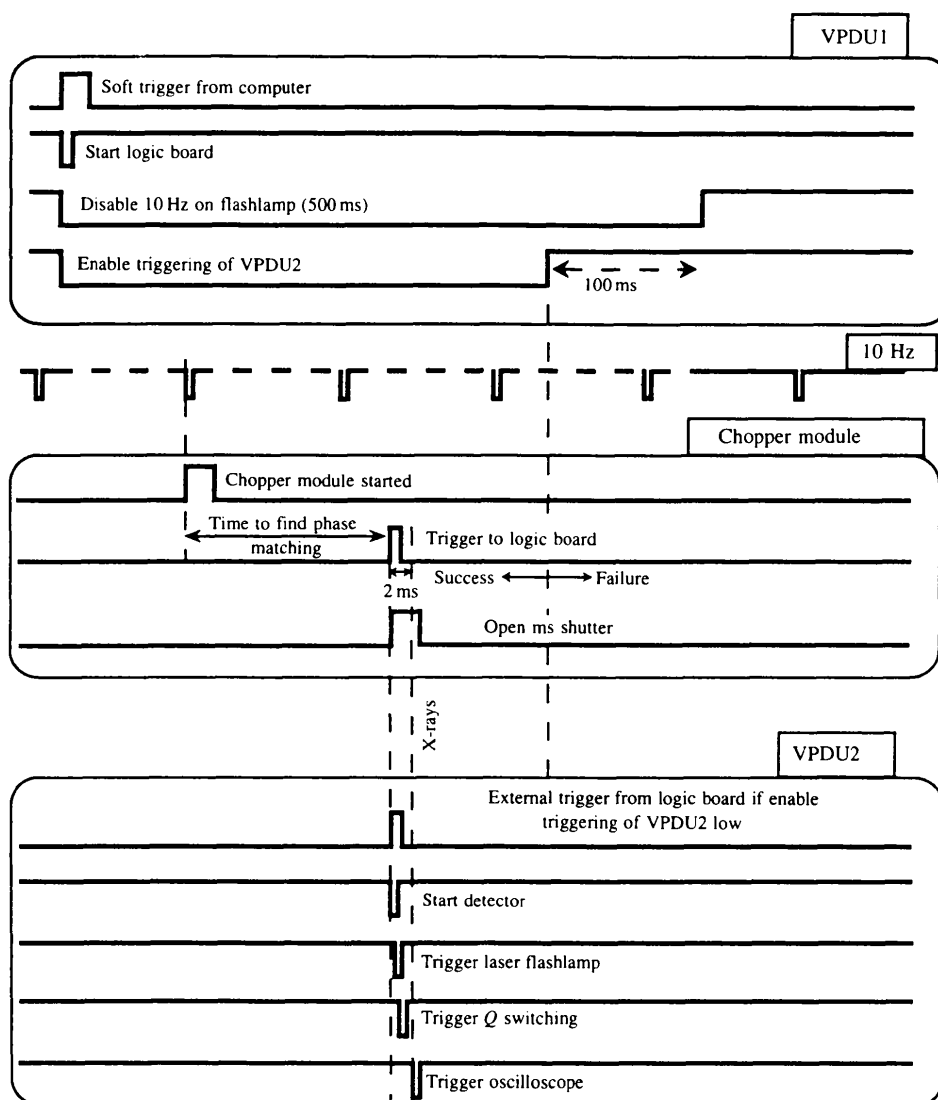 VPDU1
Soft trigger from computer
Start logic board
Disable 10 Hz on flashlamp (500 ms)
Enable triggering of VPDU2
100 ms
10 Hz
Chopper module
Chopper module started
Time to find phase
matching
Trigger to logic board
Success
Failure
2 ms
Open ms shutter
X-rays
VPDU2
External trigger from logic board if enable
triggering of VPDU2 low
Start detector
Trigger laser flashlamp
Trigger Q switching
Trigger oscilloscope